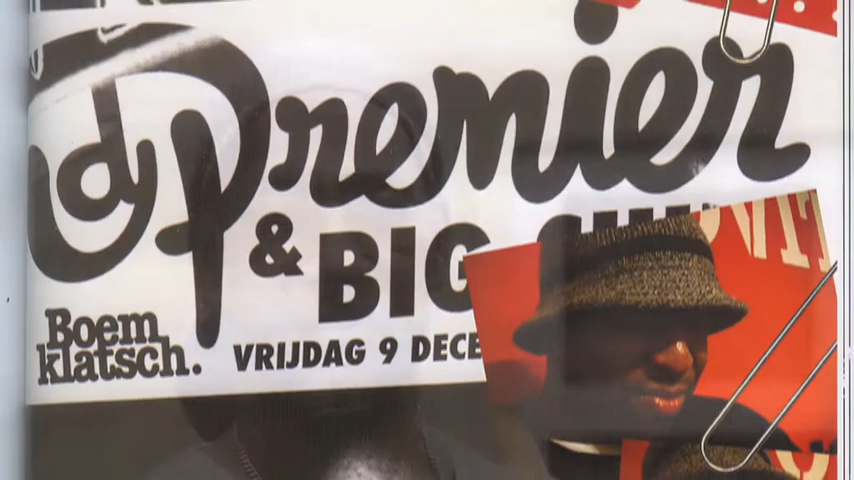 Premier
& BIG
Boem
klatsch.
VRIJDAG 9 DECE